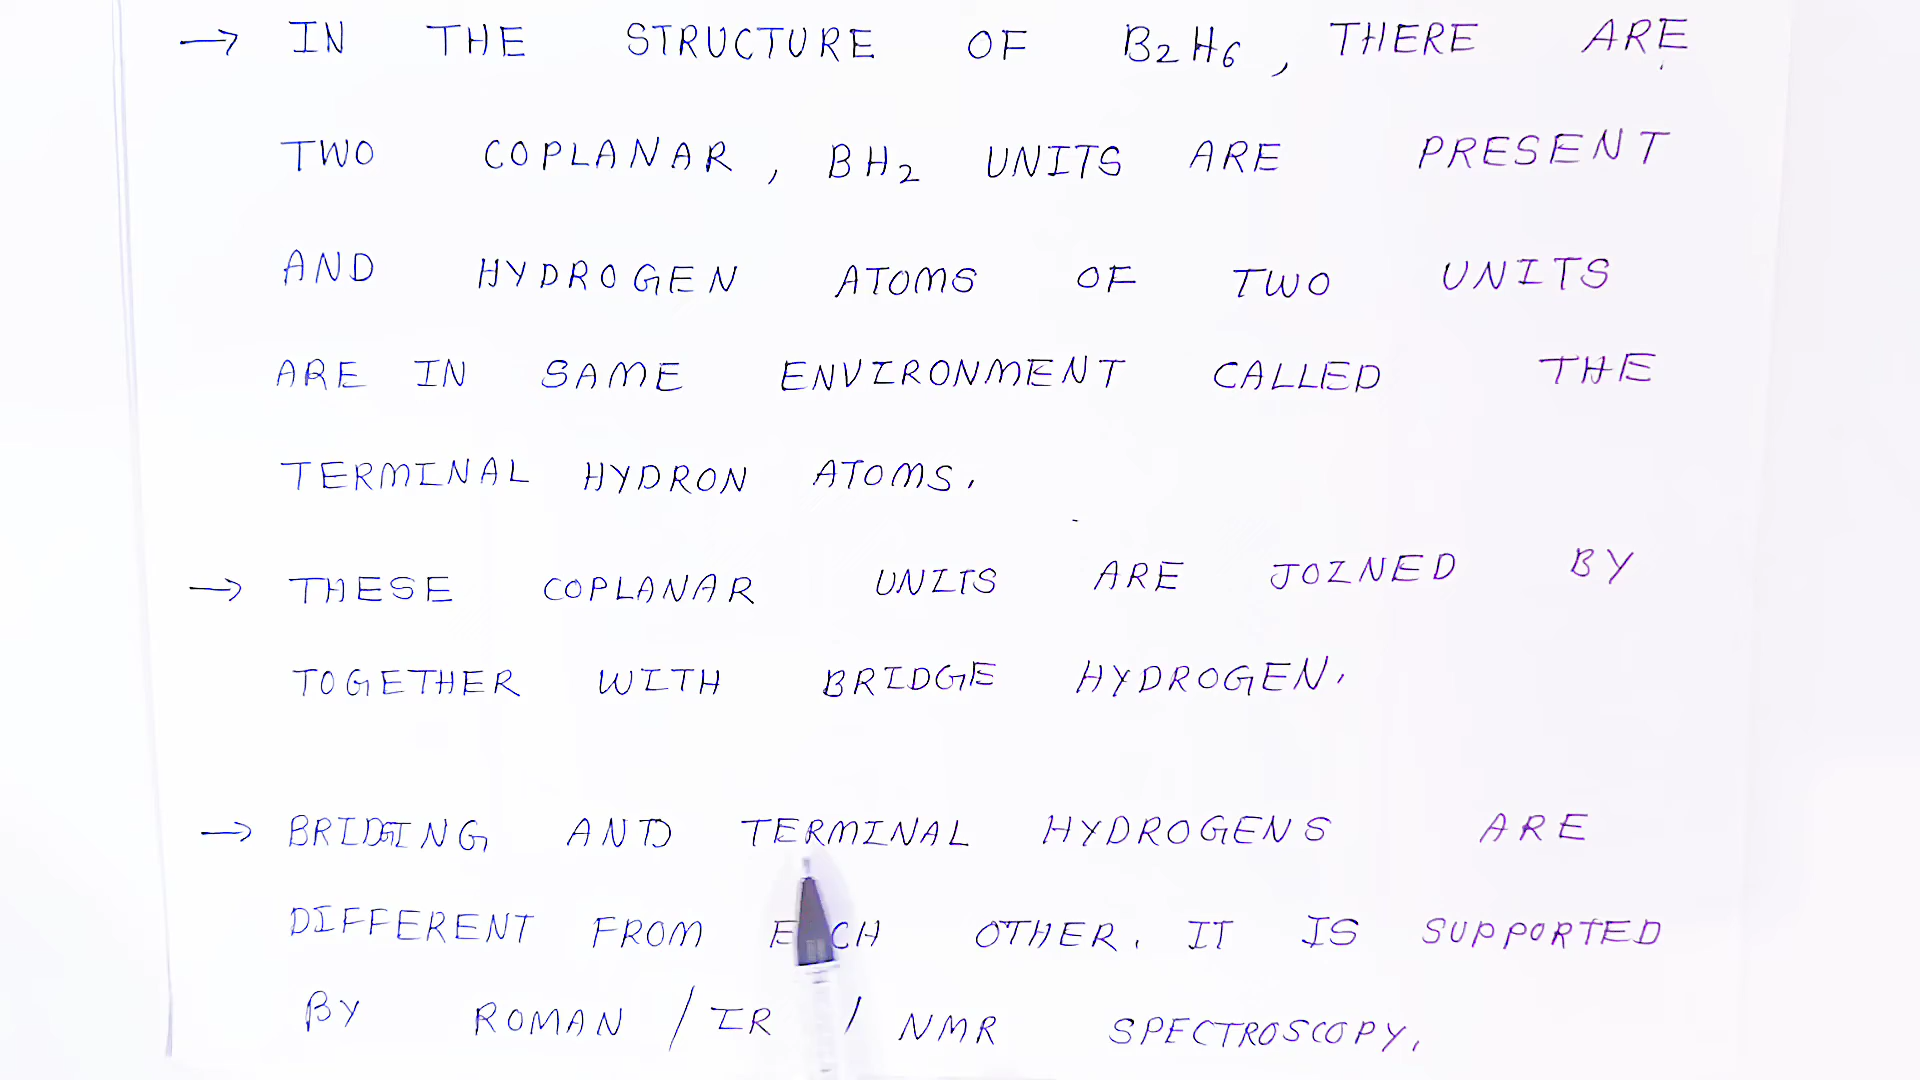 → IN THE STRUCTURE OF B2H6, THERE ARE
TWO COPLANAR, BH2 UNITS ARE PRESENT
AND HYDROGEN ATOMS OF TWO UNITS
ARE IN SAME ENVIRONMENT CALLED THE
TERMINAL HYDRON ATOMS.
→ THESE COPLANAR UNITS ARE JOINED BY
TOGETHER WITH BRIDGE HYDROGEN.
→ BRIDGING AND TERMINAL HYDROGENS ARE
DIFFERENT FROM EACH OTHER. IT IS SUPPORTED
BY ROMAN / IR / NMR SPECTROSCOPY.